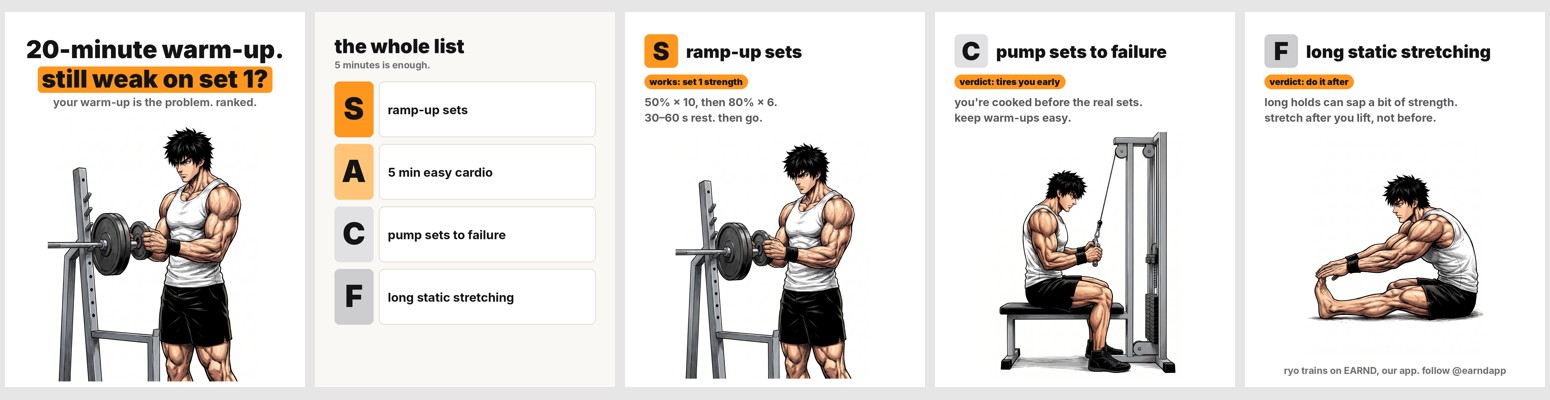 20-minute warm-up.
still weak on set 1?
your warm-up is the problem. ranked.
the whole list
5 minutes is enough.
S
ramp-up sets
A
5 min easy cardio
C
pump sets to failure
F
long static stretching
S ramp-up sets
works: set 1 strength
50% × 10, then 80% × 6.
30–60 s rest. then go.
C pump sets to failure
verdict: tires you early
you're cooked before the real sets.
keep warm-ups easy.
F long static stretching
verdict: do it after
long holds can sap a bit of strength.
stretch after you lift, not before.
ryo trains on EARND, our app. follow @earndapp